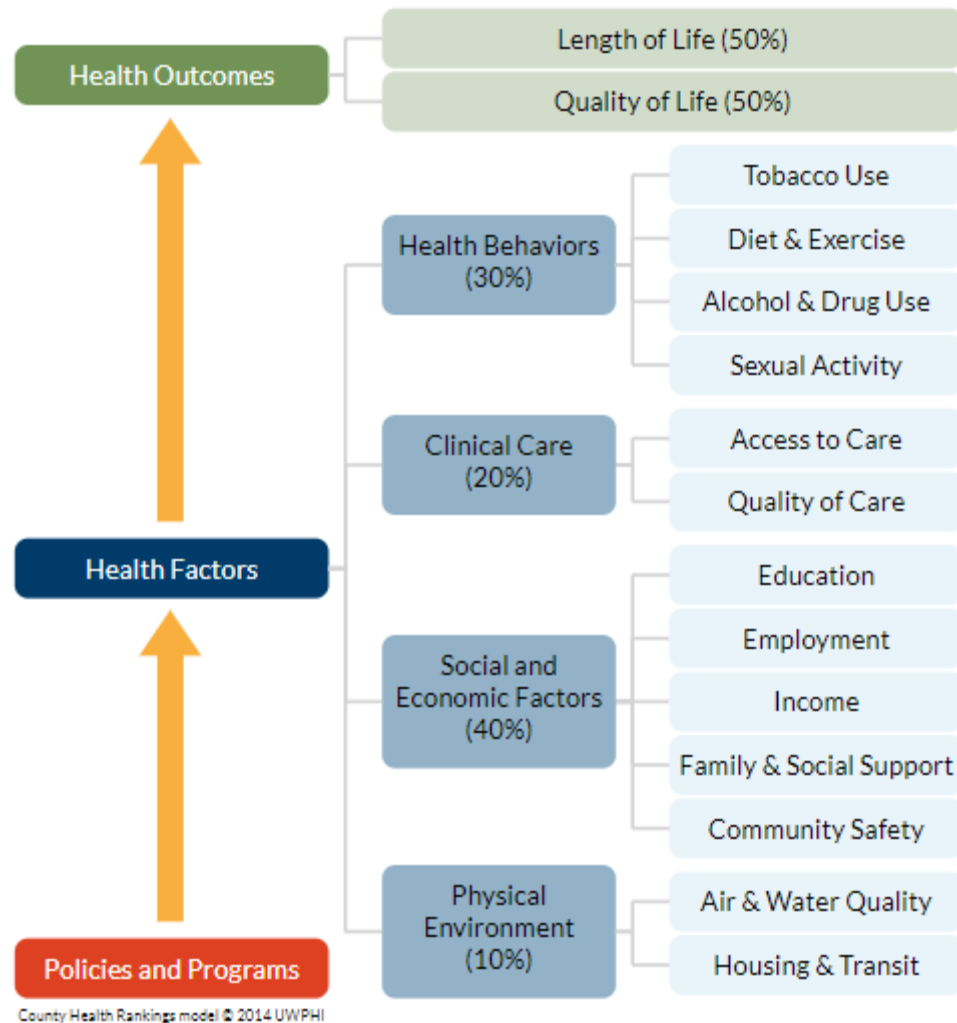 Health Outcomes
Length of Life (50%)
Quality of Life (50%)
Health Factors
Health Behaviors
(30%)
Tobacco Use
Diet & Exercise
Alcohol & Drug Use
Sexual Activity
Clinical Care
(20%)
Access to Care
Quality of Care
Social and
Economic Factors
(40%)
Education
Employment
Income
Family & Social Support
Community Safety
Physical
Environment
(10%)
Air & Water Quality
Housing & Transit
Policies and Programs
County Health Rankings model © 2014 UWPHI